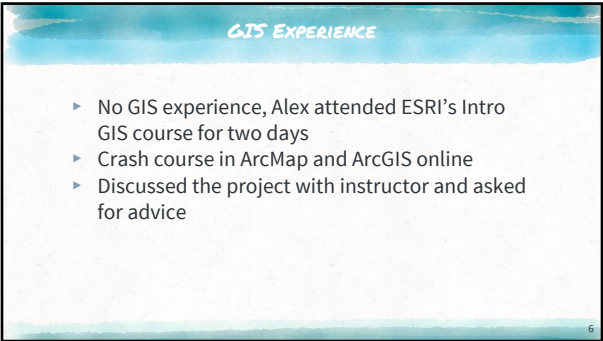 GIS EXPERIENCE
▸ No GIS experience, Alex attended ESRI's Intro
GIS course for two days
▸ Crash course in ArcMap and ArcGIS online
▸ Discussed the project with instructor and asked
for advice
6